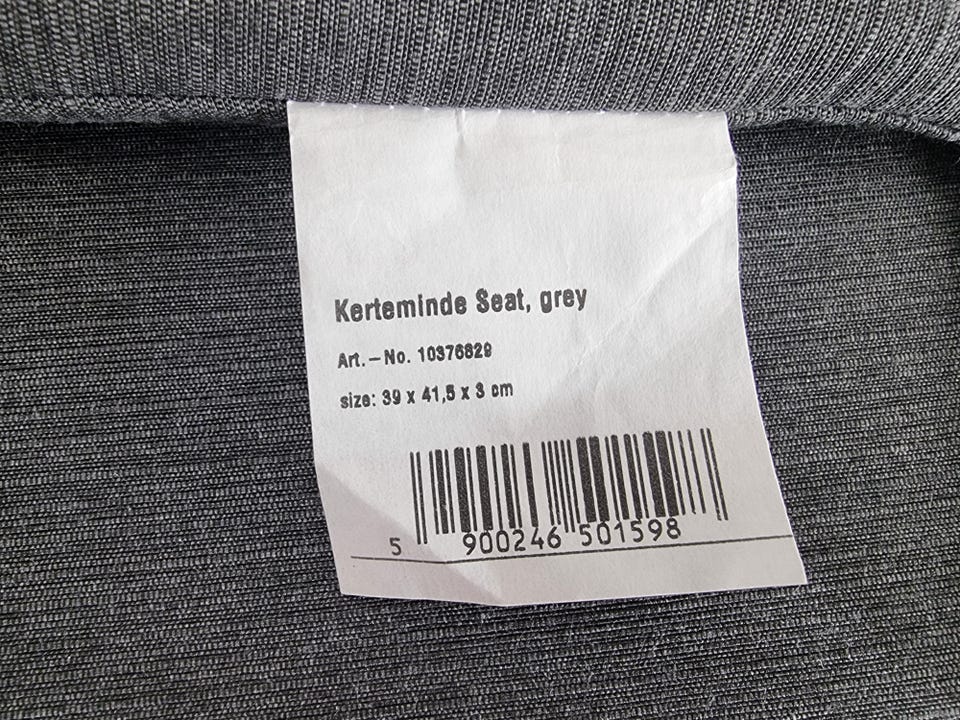 Kerteminde Seat, grey
Art.-No. 10376829
size: 39 x 41,5 x 3 cm
5 900246 501598